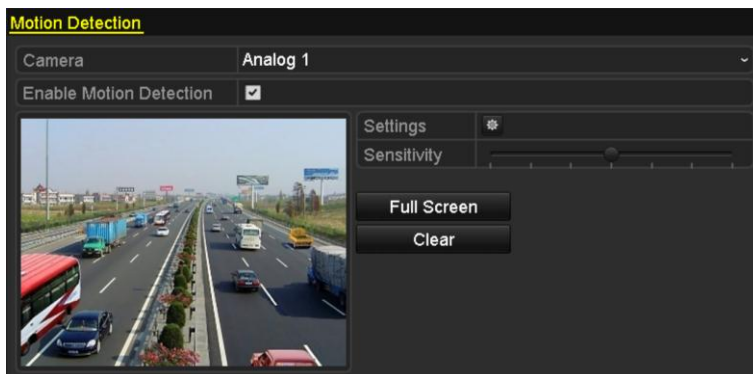 Motion Detection
Camera
Analog 1
Enable Motion Detection
Settings
Sensitivity
Full Screen
Clear